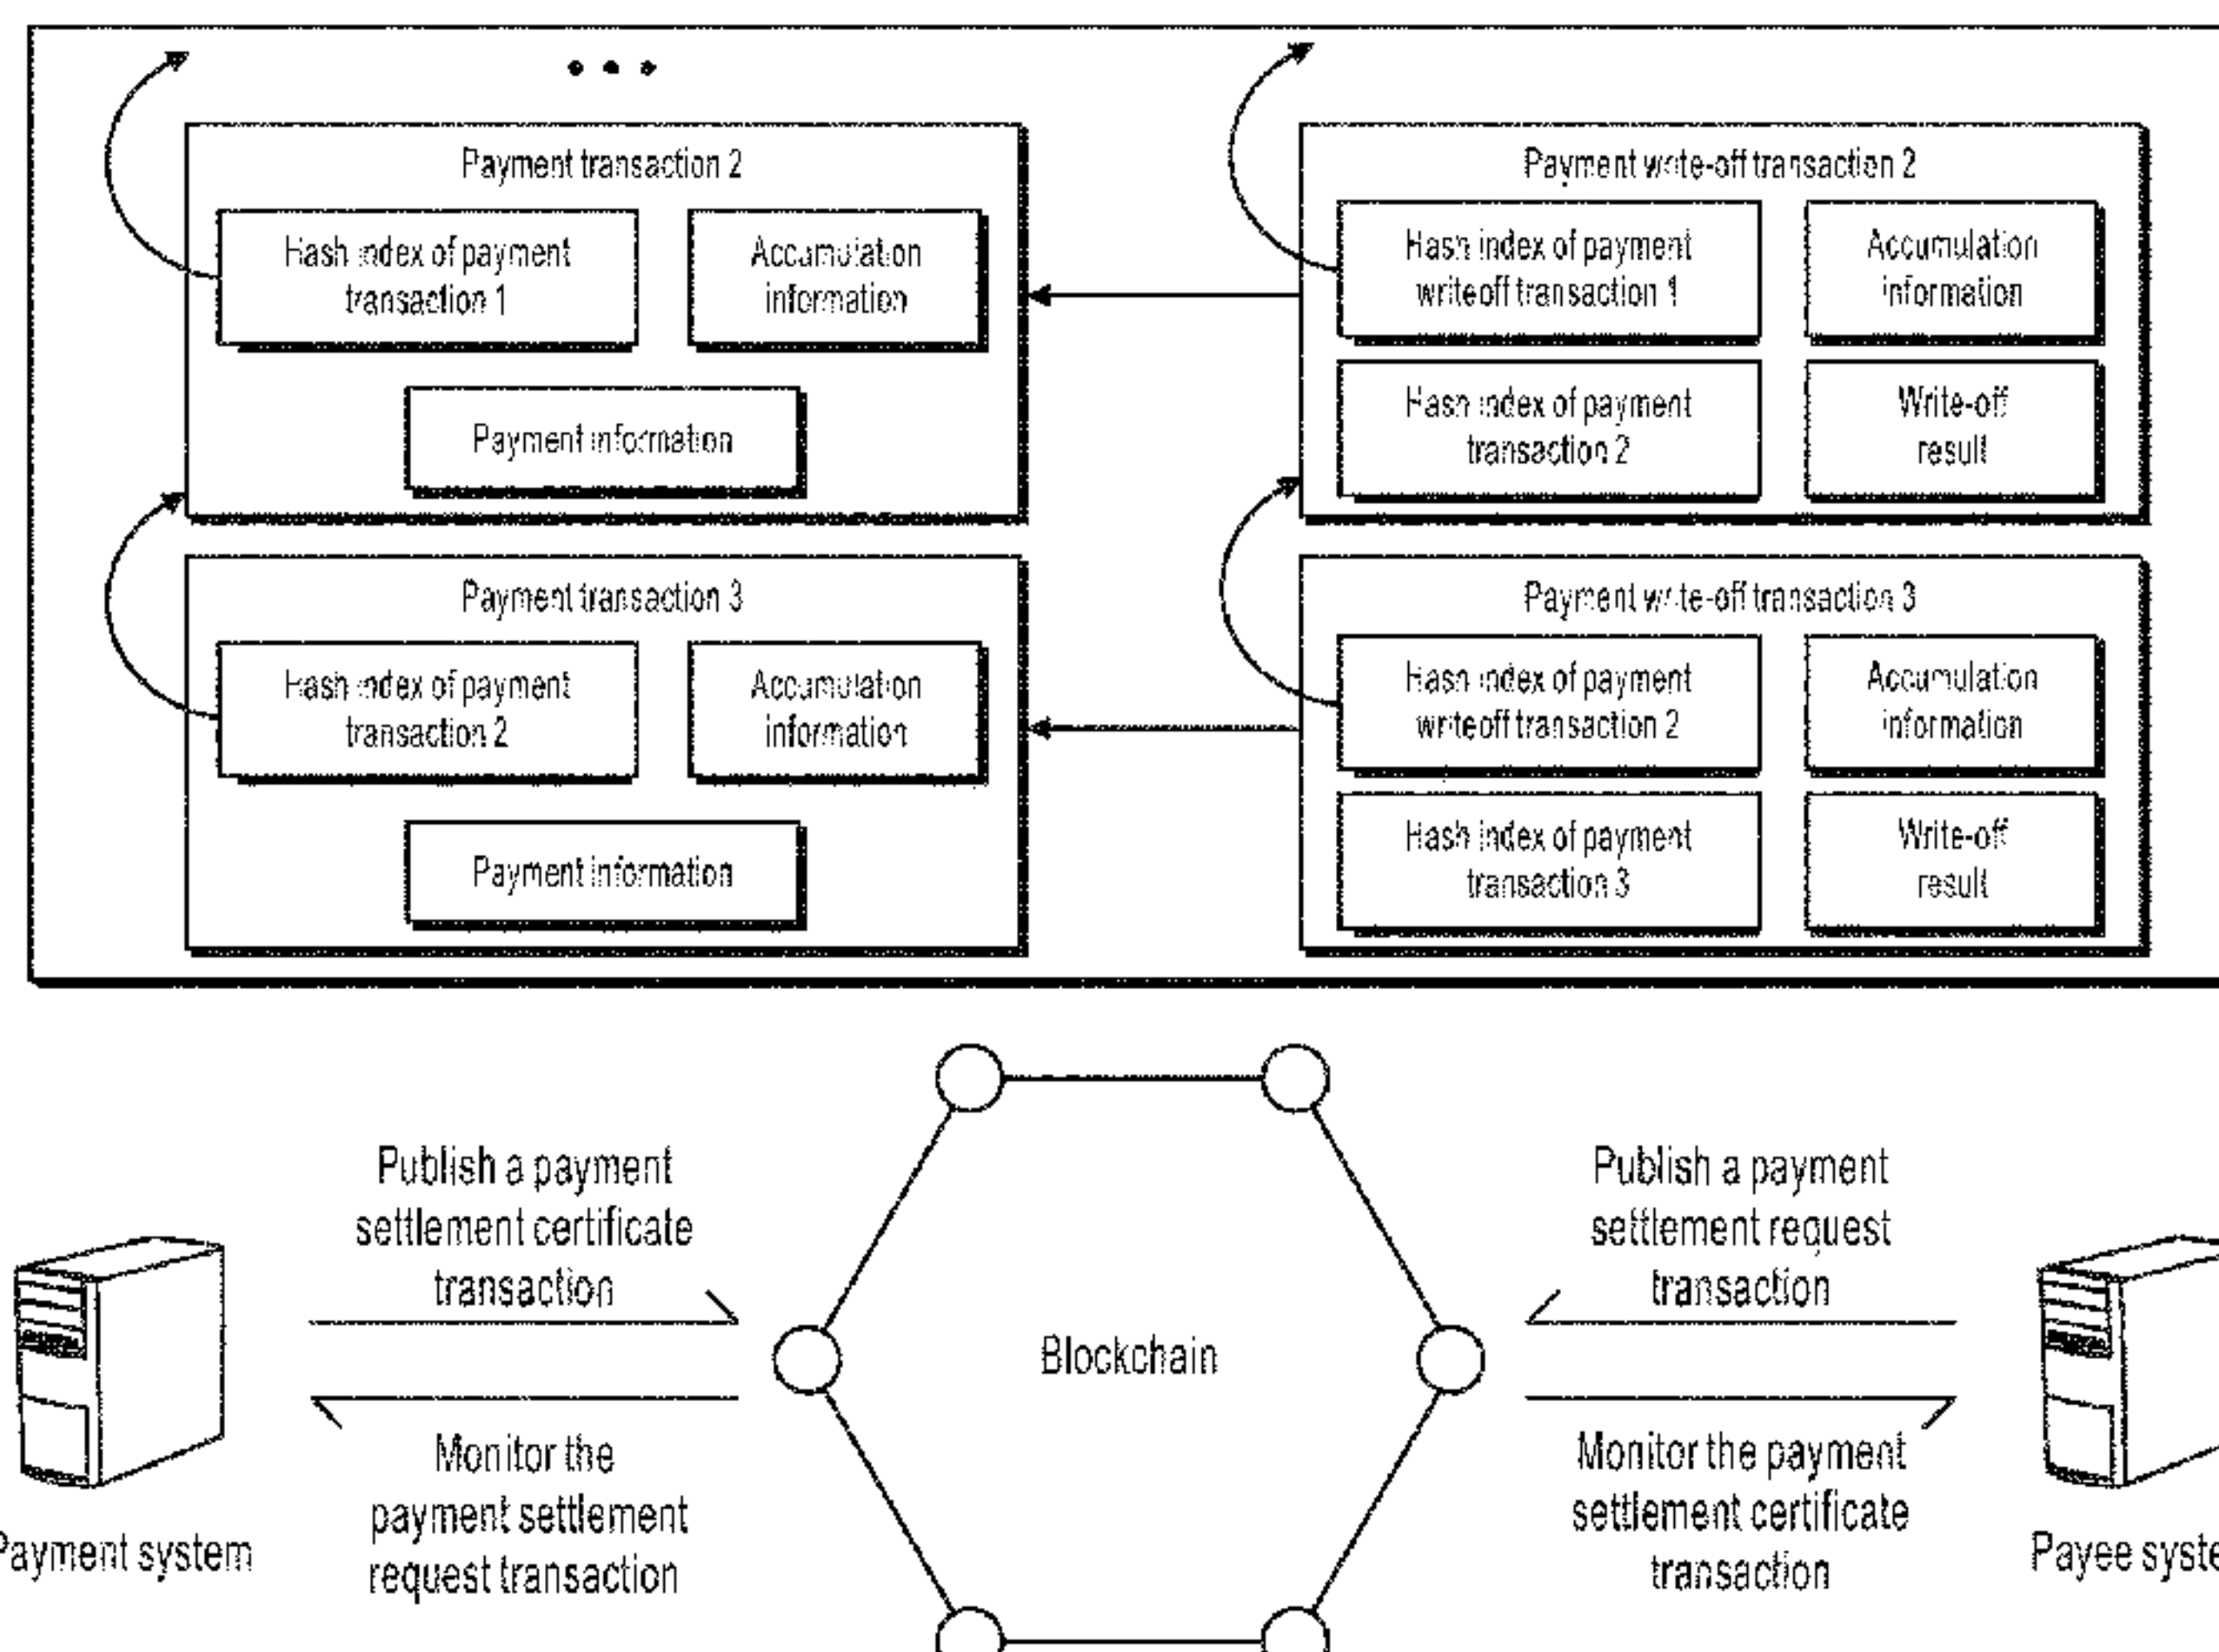 Payment transaction 2
Hash index of payment
transaction 1
Accumulation
information
Payment information
Payment write-off transaction 2
Hash index of payment
writeoff transaction 1
Accumulation
information
Hash index of payment
transaction 2
Write-off
result
Payment transaction 3
Hash index of payment
transaction 2
Accumulation
information
Payment information
Payment write-off transaction 3
Hash index of payment
writeoff transaction 2
Accumulation
information
Hash index of payment
transaction 3
Write-off
result
Publish a payment
settlement certificate
transaction
Monitor the
payment settlement
request transaction
Payment system
Blockchain
Publish a payment
settlement request
transaction
Monitor the payment
settlement certificate
transaction
Payee syste